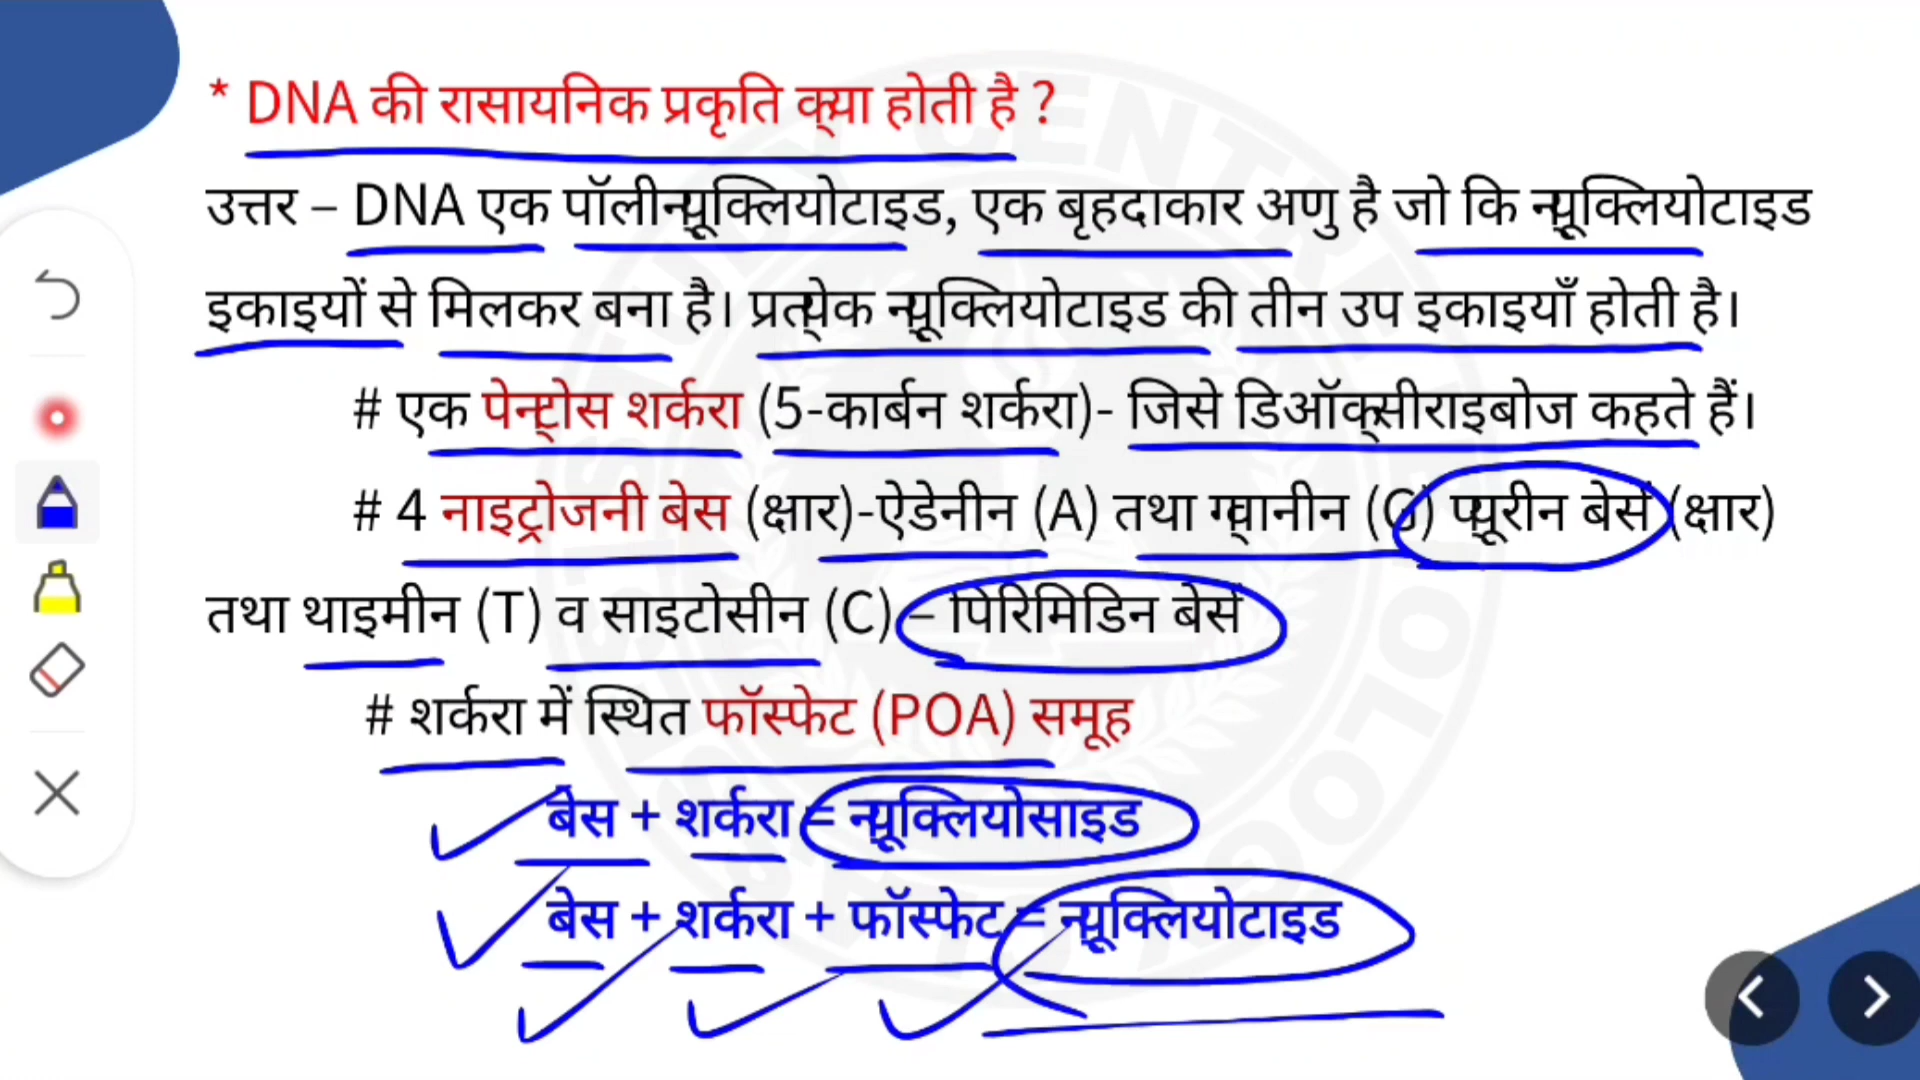 * DNA की रासायनिक प्रकृति क्या होती है ?
उत्तर – DNA एक पॉलीन्यूक्लियोटाइड, एक बृहदाकार अणु है जो कि न्यूक्लियोटाइड
इकाइयों से मिलकर बना है। प्रत्येक न्यूक्लियोटाइड की तीन उप इकाइयाँ होती है।
# एक पेन्टोस शर्करा (5-कार्बन शर्करा)- जिसे डिऑक्सीराइबोज कहते हैं।
# 4 नाइट्रोजनी बेस (क्षार)-ऐडेनीन (A) तथा ग्वानीन (G) प्यूरीन बेस (क्षार)
तथा थाइमीन (T) व साइटोसीन (C) – पिरिमिडिन बेस
# शर्करा में स्थित फॉस्फेट (POA) समूह
बेस + शर्करा = न्यूक्लियोसाइड
बेस + शर्करा + फॉस्फेट = न्यूक्लियोटाइड